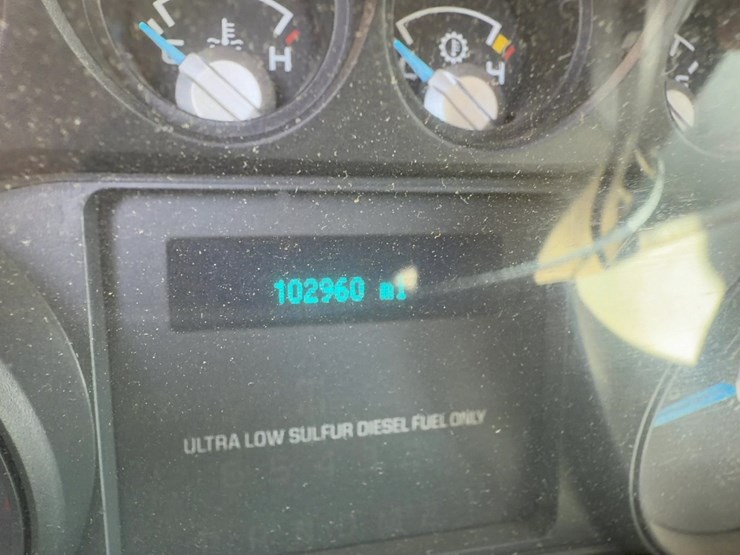 C H
C H
102960 mi
ULTRA LOW SULFUR DIESEL FUEL ONLY